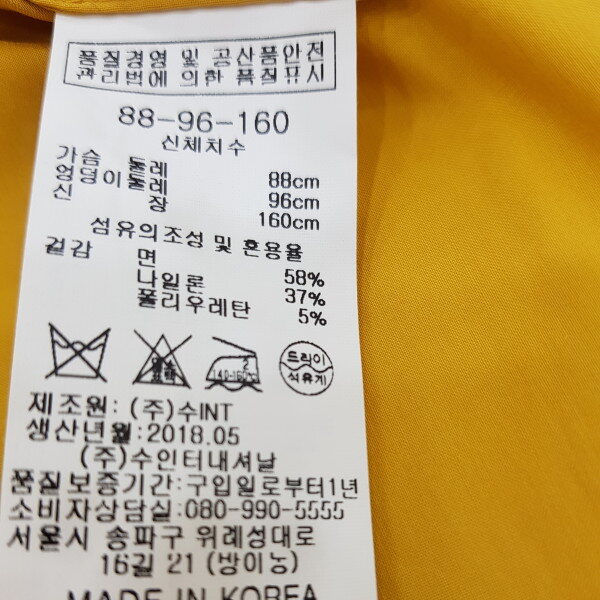 품질경영 및 공산품안전
관리법에 의한 품질표시
88-96-160
신체치수
가슴 둘레 88cm
엉덩이둘레 96cm
신 장 160cm
섬유의조성 및 혼용율
겉감 면 58%
나일론 37%
폴리우레탄 5%
염소
표백
2
140-160℃
드라이
석유계
제조원: (주)수INT
생산년월:2018.05
(주)수인터내셔날
품질보증기간:구입일로부터1년
소비자상담실:080-990-5555
서울시 송파구 위례성대로
16길 21 (방이동)
MADE IN KOREA